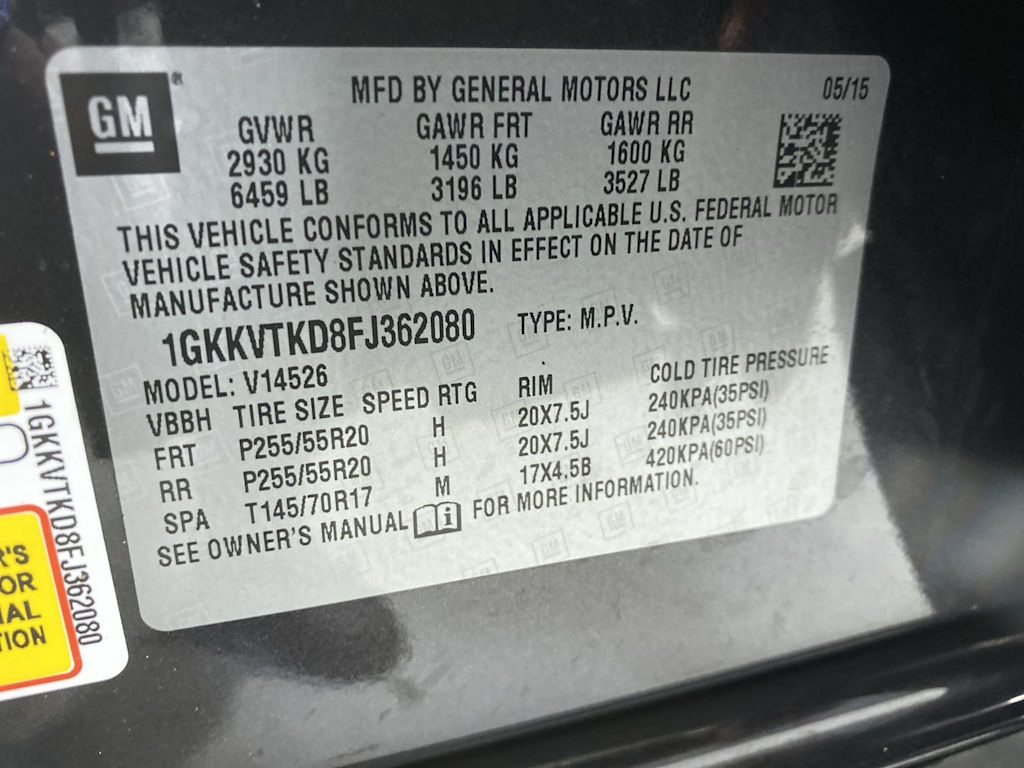 GM
MFD BY GENERAL MOTORS LLC 05/15
GVWR GAWR FRT GAWR RR
2930 KG 1450 KG 1600 KG
6459 LB 3196 LB 3527 LB
THIS VEHICLE CONFORMS TO ALL APPLICABLE U.S. FEDERAL MOTOR
VEHICLE SAFETY STANDARDS IN EFFECT ON THE DATE OF
MANUFACTURE SHOWN ABOVE.
1GKKVTKD8FJ362080 TYPE: M.P.V.
MODEL: V14526
VBBH TIRE SIZE SPEED RTG RIM COLD TIRE PRESSURE
FRT P255/55R20 H 20X7.5J 240KPA(35PSI)
RR P255/55R20 H 20X7.5J 240KPA(35PSI)
SPA T145/70R17 M 17X4.5B 420KPA(60PSI)
SEE OWNER'S MANUAL i FOR MORE INFORMATION.
1GKKVTKD8FJ362080
R'S
OR
IAL
TION